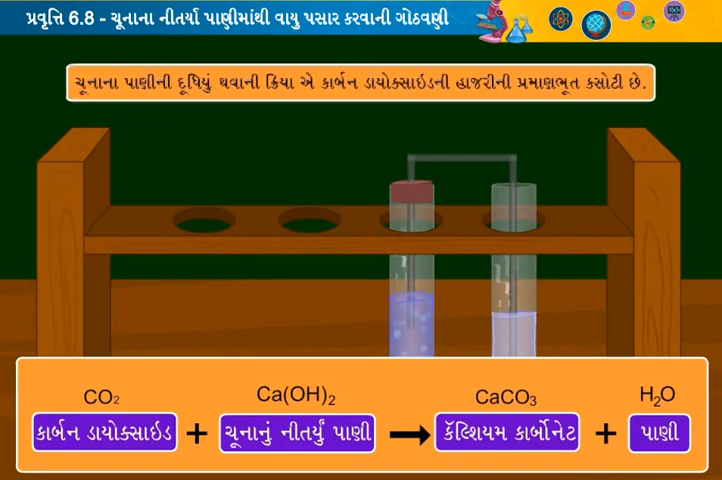 પ્રવૃત્તિ 6.8 - ચૂનાના નીતર્યા પાણીમાંથી વાયુ પસાર કરવાની ગોઠવણી
ચૂનાના પાણીની દૂધિયું થવાની ક્રિયા એ કાર્બન ડાયોક્સાઇડની હાજરીની પ્રમાણભૂત કસોટી છે.
CO₂ Ca(OH)₂ CaCO₃ H₂O
કાર્બન ડાયોક્સાઇડ + ચૂનાનું નીતર્યું પાણી → કૅલ્શિયમ કાર્બોનેટ + પાણી